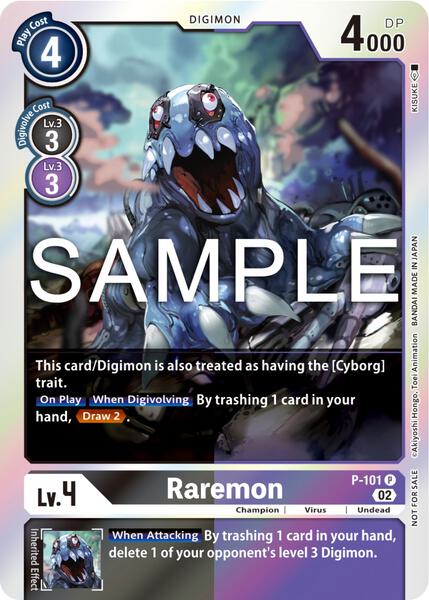 DIGIMON
Play Cost
4
DP
4000
Digivolve Cost
Lv.3
3
Lv.3
3
KISUKE
SAMPLE
This card/Digimon is also treated as having the [Cyborg]
trait.
On Play When Digivolving By trashing 1 card in your
hand, Draw 2.
©Akiyoshi Hongo, Toei Animation BANDAI MADE IN JAPAN
NOT FOR SALE
Lv.4
Raremon
P-101 P
02
Champion Virus Undead
Inherited Effect
When Attacking By trashing 1 card in your hand,
delete 1 of your opponent's level 3 Digimon.